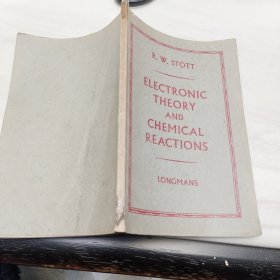 R. W. STOTT
ELECTRONIC
THEORY
AND
CHEMICAL
REACTIONS
LONGMANS